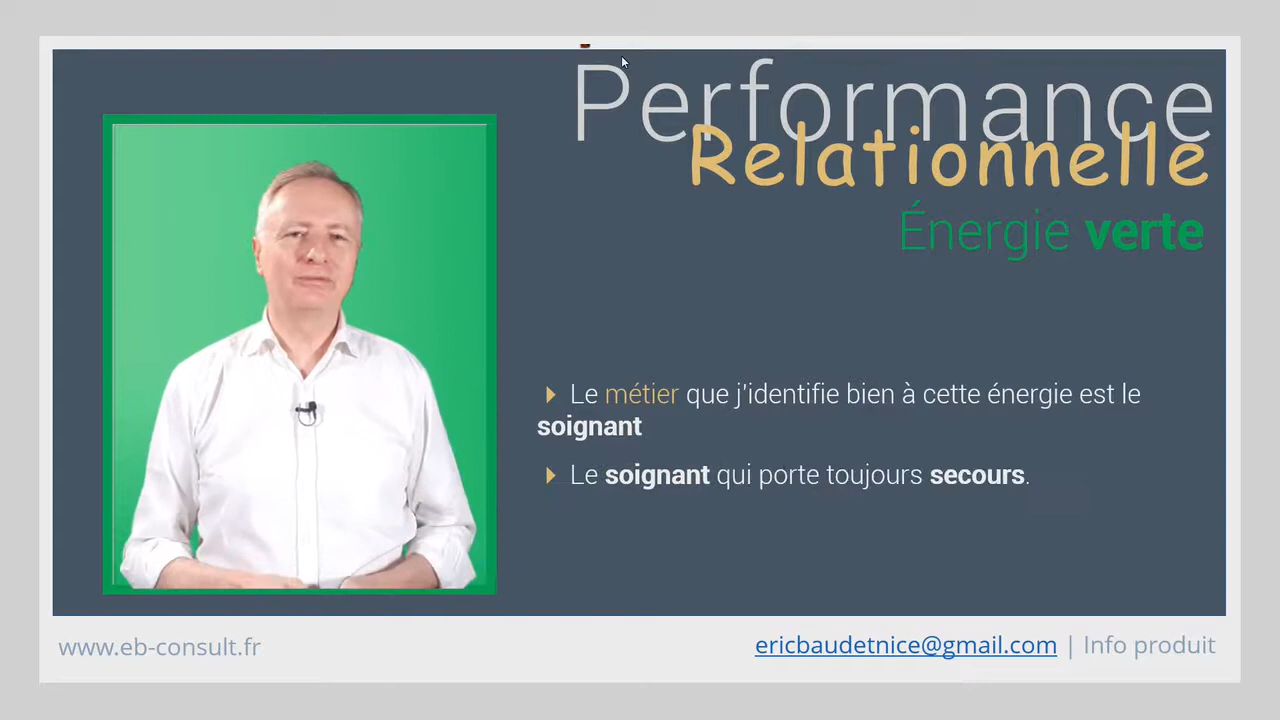 Performance
Relationnelle
Énergie verte
Le métier que j'identifie bien à cette énergie est le
soignant
Le soignant qui porte toujours secours.
www.eb-consult.fr
ericbaudetnice@gmail.com | Info produit